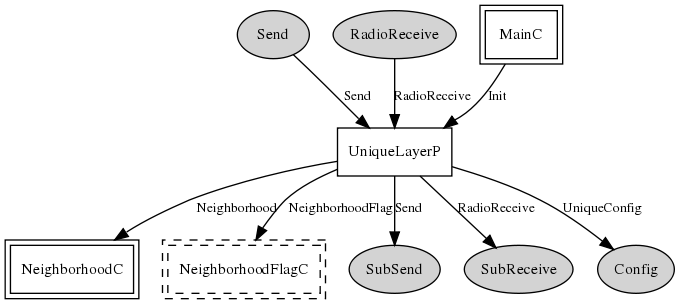 Send
RadioReceive
MainC
Send
RadioReceive
Init
UniqueLayerP
Neighborhood
NeighborhoodFlag
Send
RadioReceive
UniqueConfig
NeighborhoodC
NeighborhoodFlagC
SubSend
SubReceive
Config